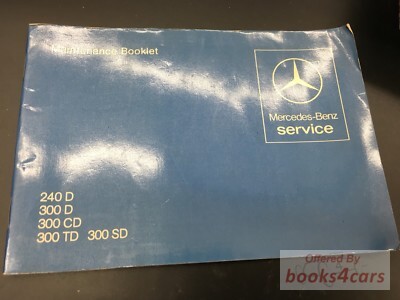 Maintenance Booklet
Mercedes-Benz
service
240 D
300 D
300 CD
300 TD 300 SD
Offered By
books4cars